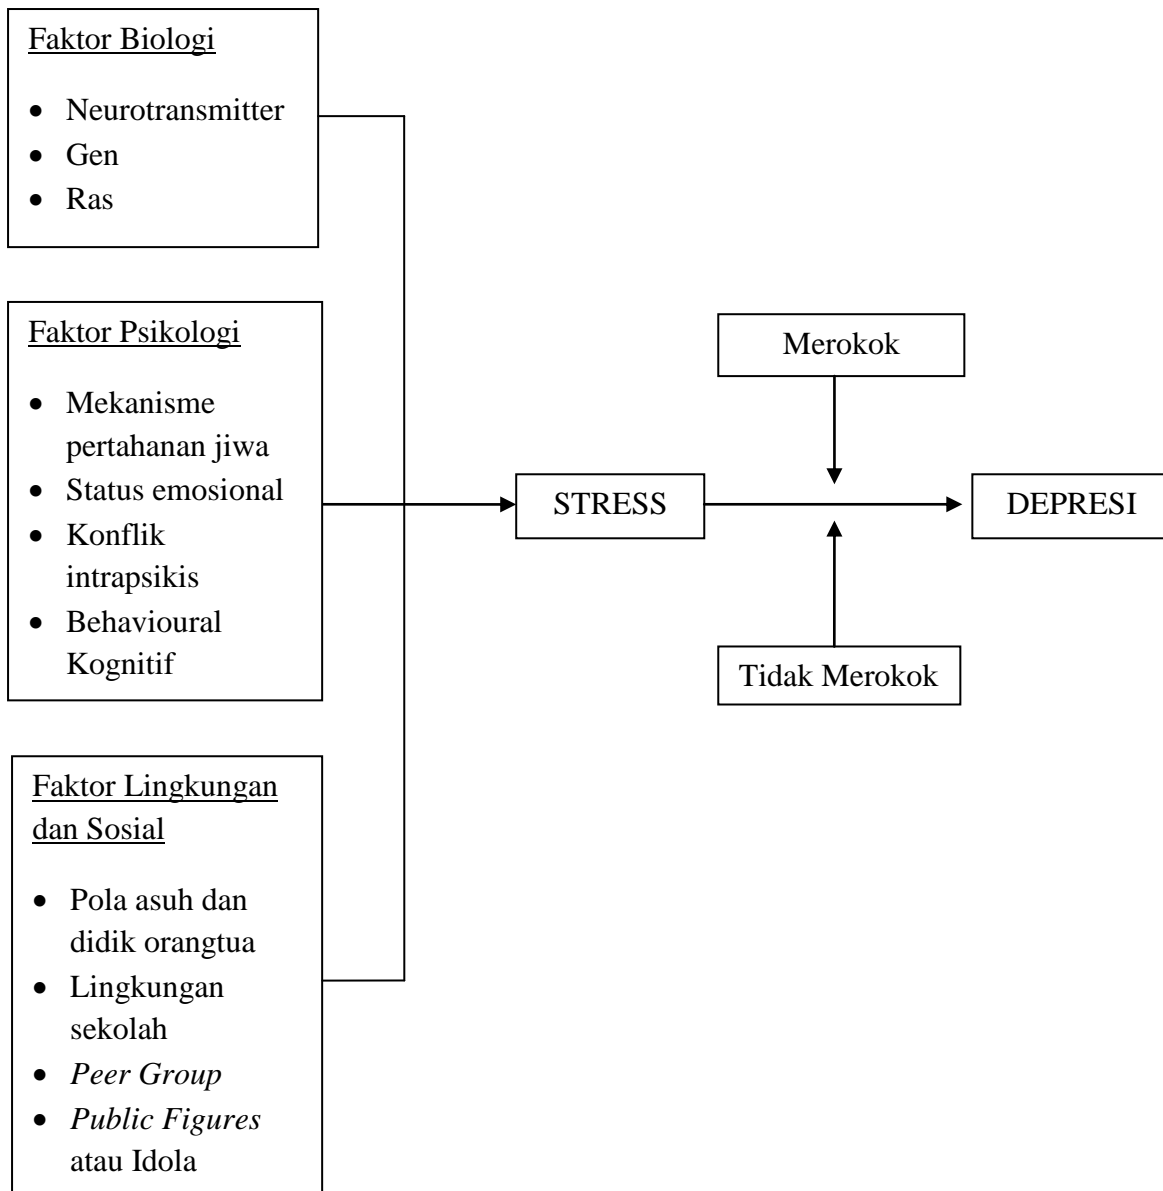 Faktor Biologi
• Neurotransmitter
• Gen
• Ras
Faktor Psikologi
• Mekanisme
pertahanan jiwa
• Status emosional
• Konflik
intrapsikis
• Behavioural
Kognitif
Faktor Lingkungan
dan Sosial
• Pola asuh dan
didik orangtua
• Lingkungan
sekolah
• Peer Group
• Public Figures
atau Idola
STRESS
Merokok
Tidak Merokok
DEPRESI